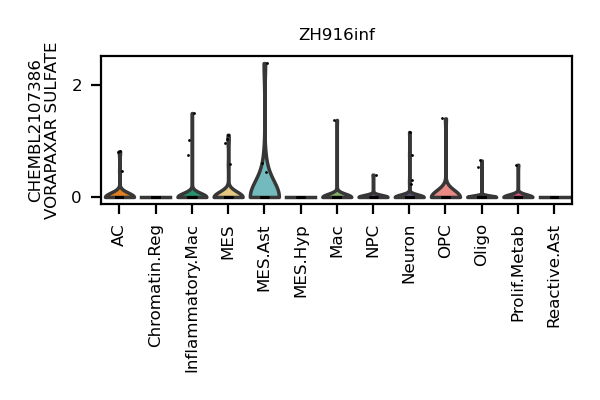 ZH916inf
CHEMBL2107386
VORAPAXAR SULFATE
2
0
AC
Chromatin.Reg
Inflammatory.Mac
MES
MES.Ast
MES.Hyp
Mac
NPC
Neuron
OPC
Oligo
Prolif.Metab
Reactive.Ast